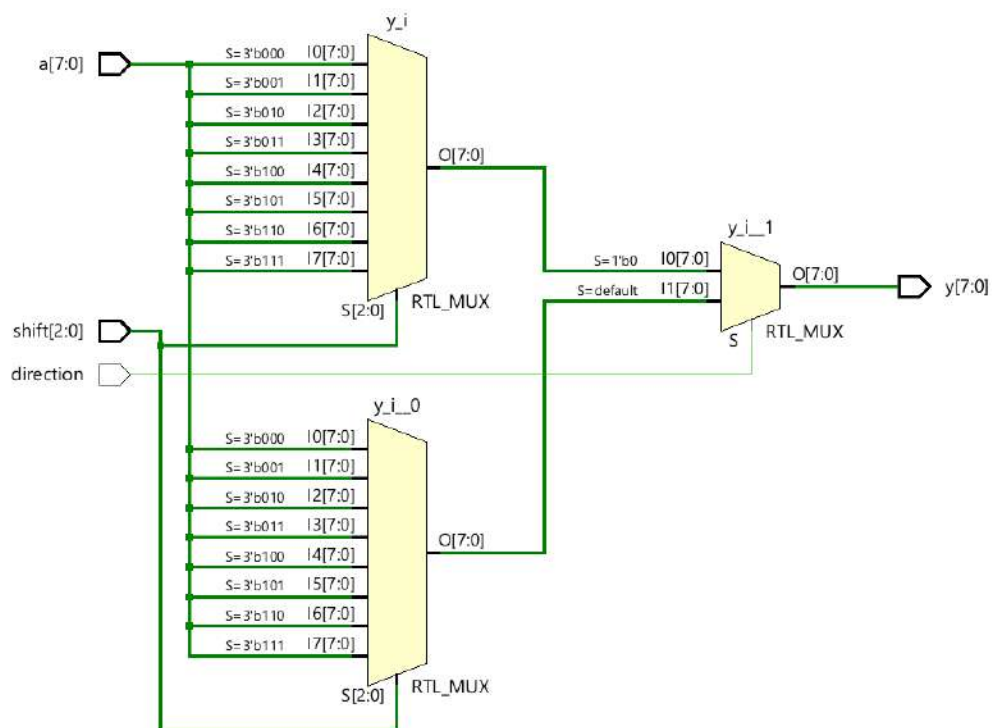 y_i
a[7:0]
S=3'b000 I0[7:0]
S=3'b001 I1[7:0]
S=3'b010 I2[7:0]
S=3'b011 I3[7:0]
S=3'b100 I4[7:0]
S=3'b101 I5[7:0]
S=3'b110 I6[7:0]
S=3'b111 I7[7:0]
O[7:0]
S[2:0]
RTL_MUX
y_i__1
S=1'b0 I0[7:0]
S=default I1[7:0]
O[7:0]
y[7:0]
S
RTL_MUX
shift[2:0]
direction
y_i__0
S=3'b000 I0[7:0]
S=3'b001 I1[7:0]
S=3'b010 I2[7:0]
S=3'b011 I3[7:0]
S=3'b100 I4[7:0]
S=3'b101 I5[7:0]
S=3'b110 I6[7:0]
S=3'b111 I7[7:0]
O[7:0]
S[2:0]
RTL_MUX